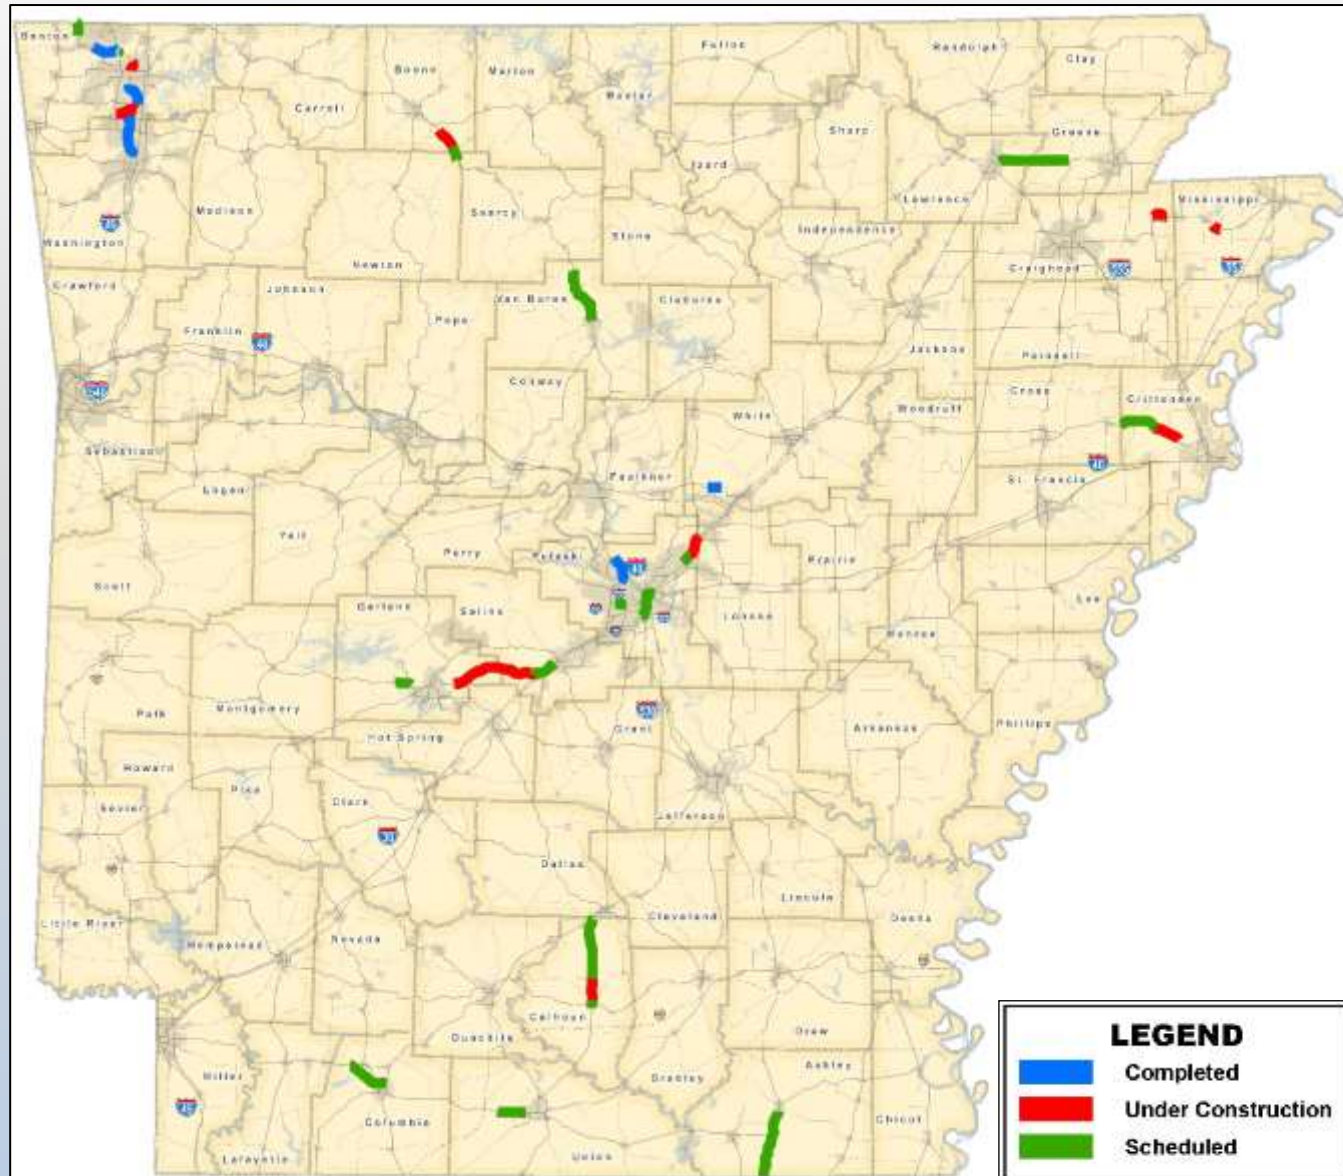 Benton
Boone
Marion
Fulton
Randolph
Clay
Carroll
Baxter
Sharp
Greene
Izard
Lawrence
Mississippi
Madison
Searcy
Stone
Independence
Washington
Newton
Craighead
Crawford
Johnson
Van Buren
Cleburne
Franklin
Pope
Jackson
Poinsett
Conway
White
Woodruff
Cross
Crittenden
Sebastian
Logan
Faulkner
St. Francis
Yell
Perry
Pulaski
Prairie
Scott
Garland
Saline
Lonoke
Lee
Monroe
Polk
Montgomery
Hot Spring
Grant
Arkansas
Phillips
Howard
Pike
Clark
Sevier
Jefferson
Dallas
Lincoln
Little River
Hempstead
Nevada
Cleveland
Desha
Calhoun
Ouachita
Drew
Miller
Bradley
Ashley
Columbia
Chicot
Lafayette
Union
LEGEND
Completed
Under Construction
Scheduled